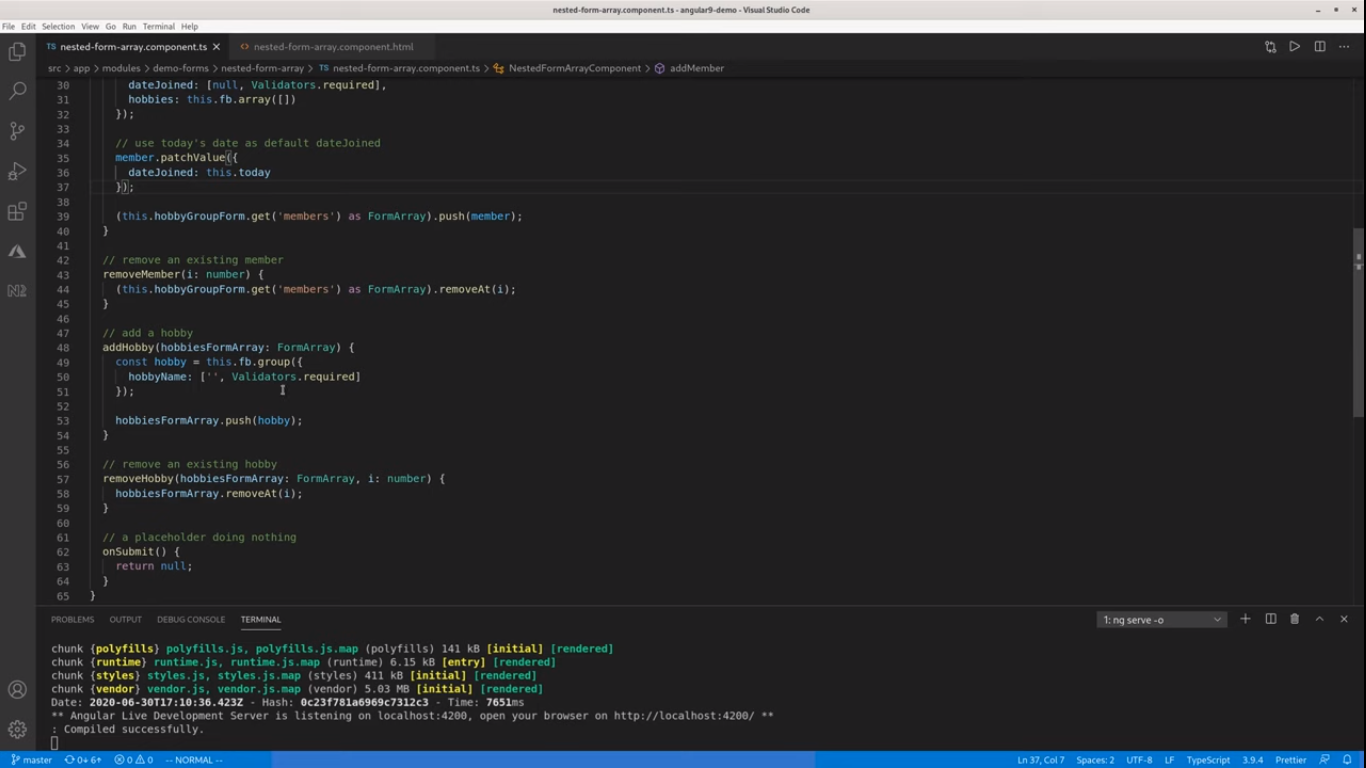 nested-form-array.component.ts - angular9-demo - Visual Studio Code
File Edit Selection View Go Run Terminal Help
TS nested-form-array.component.ts × <> nested-form-array.component.html
src > app > modules > demo-forms > nested-form-array > TS nested-form-array.component.ts > NestedFormArrayComponent > addMember
30 dateJoined: [null, Validators.required],
31 hobbies: this.fb.array([])
32 });
33
34 // use today's date as default dateJoined
35 member.patchValue({
36 dateJoined: this.today
37 });
38
39 (this.hobbyGroupForm.get('members') as FormArray).push(member);
40 }
41
42 // remove an existing member
43 removeMember(i: number) {
44 (this.hobbyGroupForm.get('members') as FormArray).removeAt(i);
45 }
46
47 // add a hobby
48 addHobby(hobbiesFormArray: FormArray) {
49 const hobby = this.fb.group({
50 hobbyName: ['', Validators.required]
51 });
52
53 hobbiesFormArray.push(hobby);
54 }
55
56 // remove an existing hobby
57 removeHobby(hobbiesFormArray: FormArray, i: number) {
58 hobbiesFormArray.removeAt(i);
59 }
60
61 // a placeholder doing nothing
62 onSubmit() {
63 return null;
64 }
65 }
PROBLEMS OUTPUT DEBUG CONSOLE TERMINAL 1: ng serve -o
chunk {polyfills} polyfills.js, polyfills.js.map (polyfills) 141 kB [initial] [rendered]
chunk {runtime} runtime.js, runtime.js.map (runtime) 6.15 kB [entry] [rendered]
chunk {styles} styles.js, styles.js.map (styles) 411 kB [initial] [rendered]
chunk {vendor} vendor.js, vendor.js.map (vendor) 5.03 MB [initial] [rendered]
Date: 2020-06-30T17:10:36.423Z - Hash: 0c23f781a6969c7312c3 - Time: 7651ms
** Angular Live Development Server is listening on localhost:4200, open your browser on http://localhost:4200/ **
: Compiled successfully.
master 0↓ 6↑ 0 0 -- NORMAL -- Ln 37, Col 7 Spaces: 2 UTF-8 LF TypeScript 3.9.4 Prettier